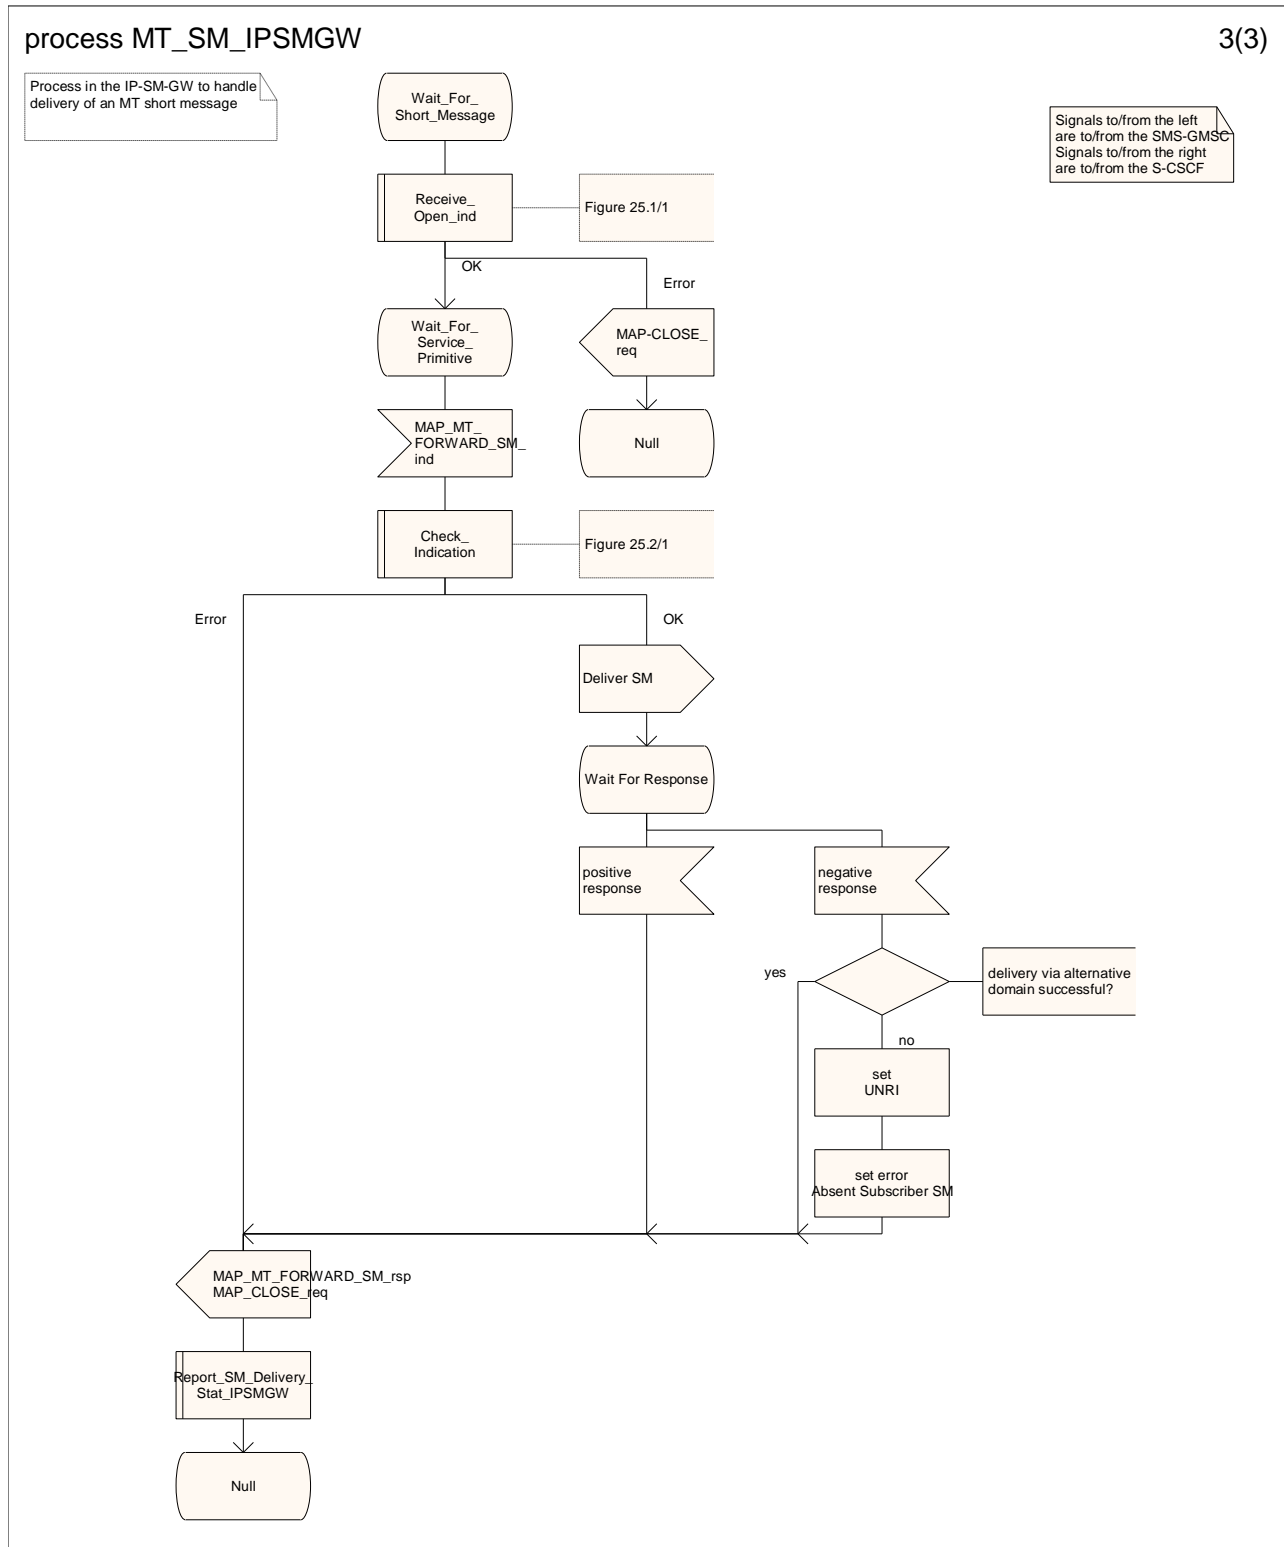 process MT_SM_IPSMGW
3(3)
Process in the IP-SM-GW to handle
delivery of an MT short message
Wait_For_
Short_Message
Signals to/from the left
are to/from the SMS-GMSC
Signals to/from the right
are to/from the S-CSCF
Receive_
Open_ind
Figure 25.1/1
OK
Error
Wait_For_
Service_
Primitive
MAP-CLOSE_
req
MAP_MT_
FORWARD_SM_
ind
Null
Check_
Indication
Figure 25.2/1
Error
OK
Deliver SM
Wait For Response
positive
response
negative
response
yes
delivery via alternative
domain successful?
no
set
UNRI
set error
Absent Subscriber SM
MAP_MT_FORWARD_SM_rsp
MAP_CLOSE_req
Report_SM_Delivery_
Stat_IPSMGW
Null